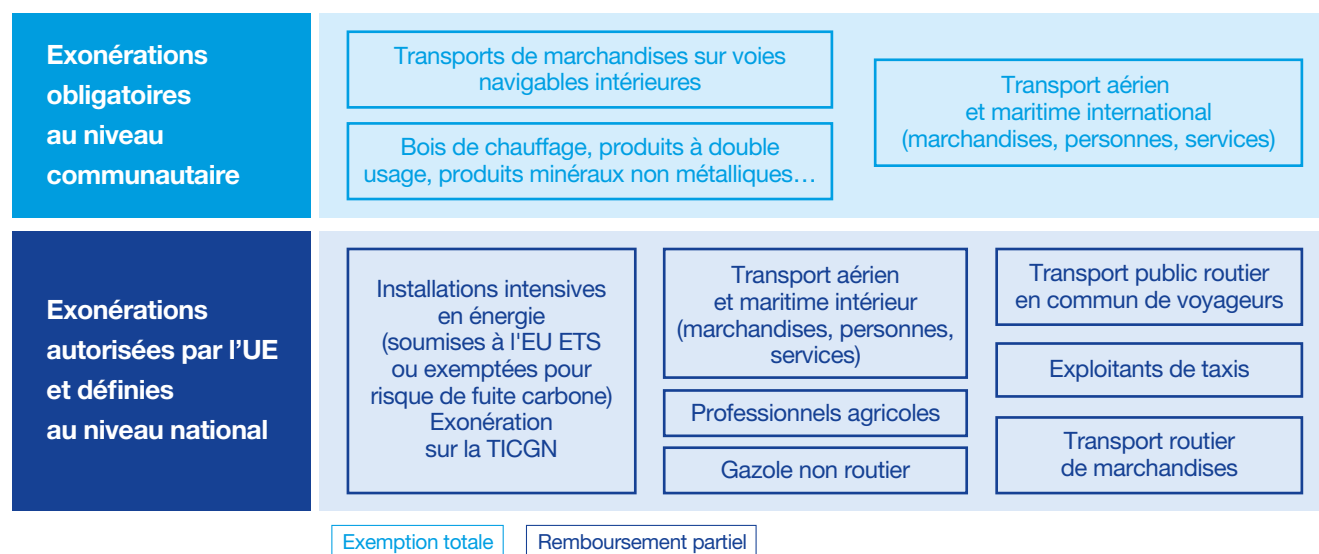 Exonérations
obligatoires
au niveau
communautaire
Transports de marchandises sur voies
navigables intérieures
Bois de chauffage, produits à double
usage, produits minéraux non métalliques…
Transport aérien
et maritime international
(marchandises, personnes, services)
Exonérations
autorisées par l’UE
et définies
au niveau national
Installations intensives
en énergie
(soumises à l'EU ETS
ou exemptées pour
risque de fuite carbone)
Exonération
sur la TICGN
Transport aérien
et maritime intérieur
(marchandises, personnes,
services)
Professionnels agricoles
Gazole non routier
Transport public routier
en commun de voyageurs
Exploitants de taxis
Transport routier
de marchandises
Exemption totale
Remboursement partiel